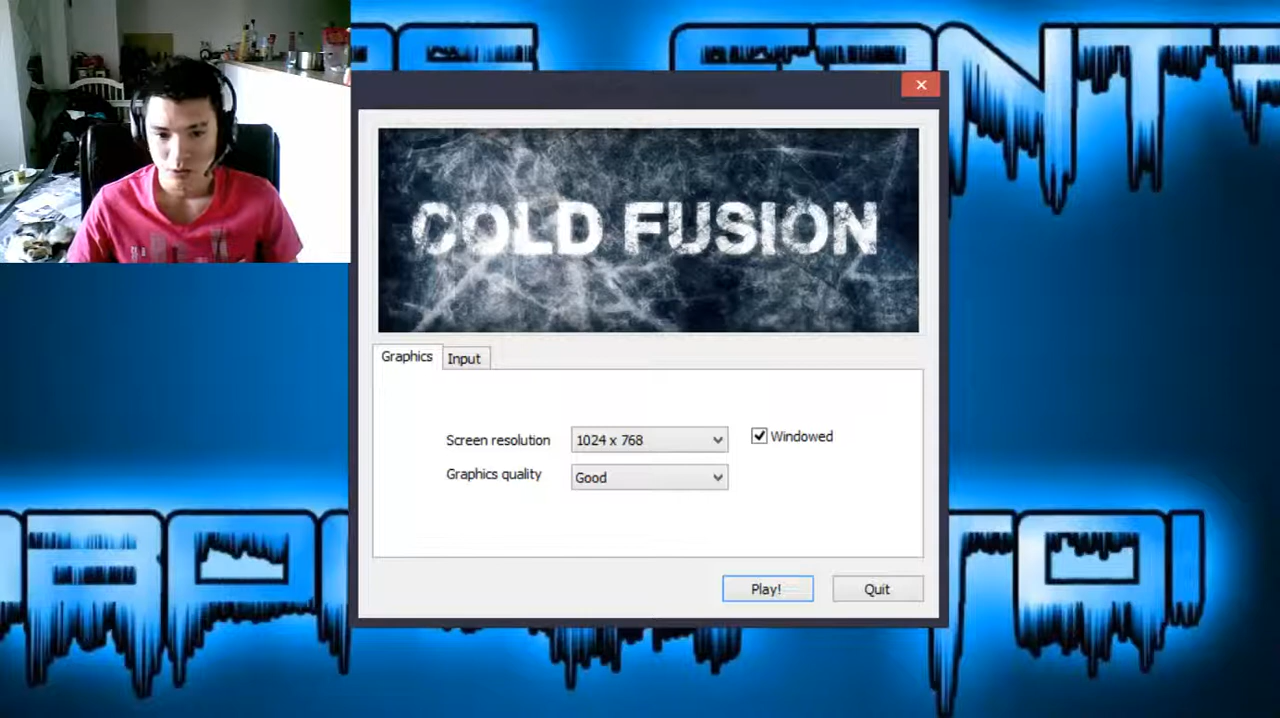 COLD FUSION
Graphics
Input
Screen resolution
1024 x 768
Windowed
Graphics quality
Good
Play!
Quit